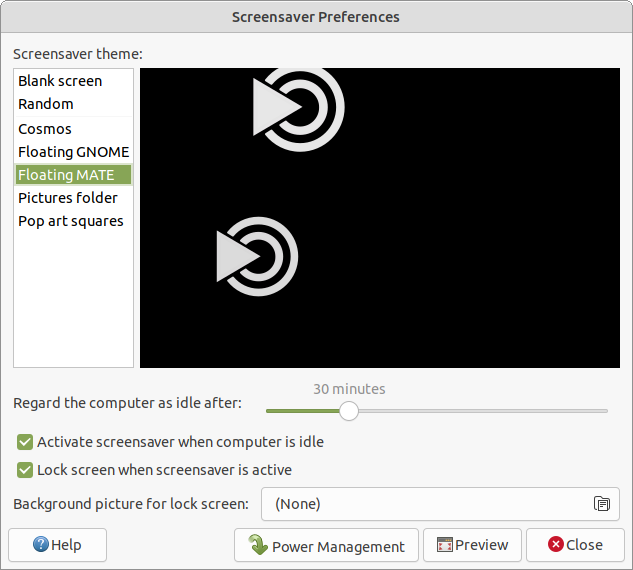 Screensaver Preferences
Screensaver theme:
Blank screen
Random
Cosmos
Floating GNOME
Floating MATE
Pictures folder
Pop art squares
30 minutes
Regard the computer as idle after:
Activate screensaver when computer is idle
Lock screen when screensaver is active
Background picture for lock screen: (None)
Help Power Management Preview Close